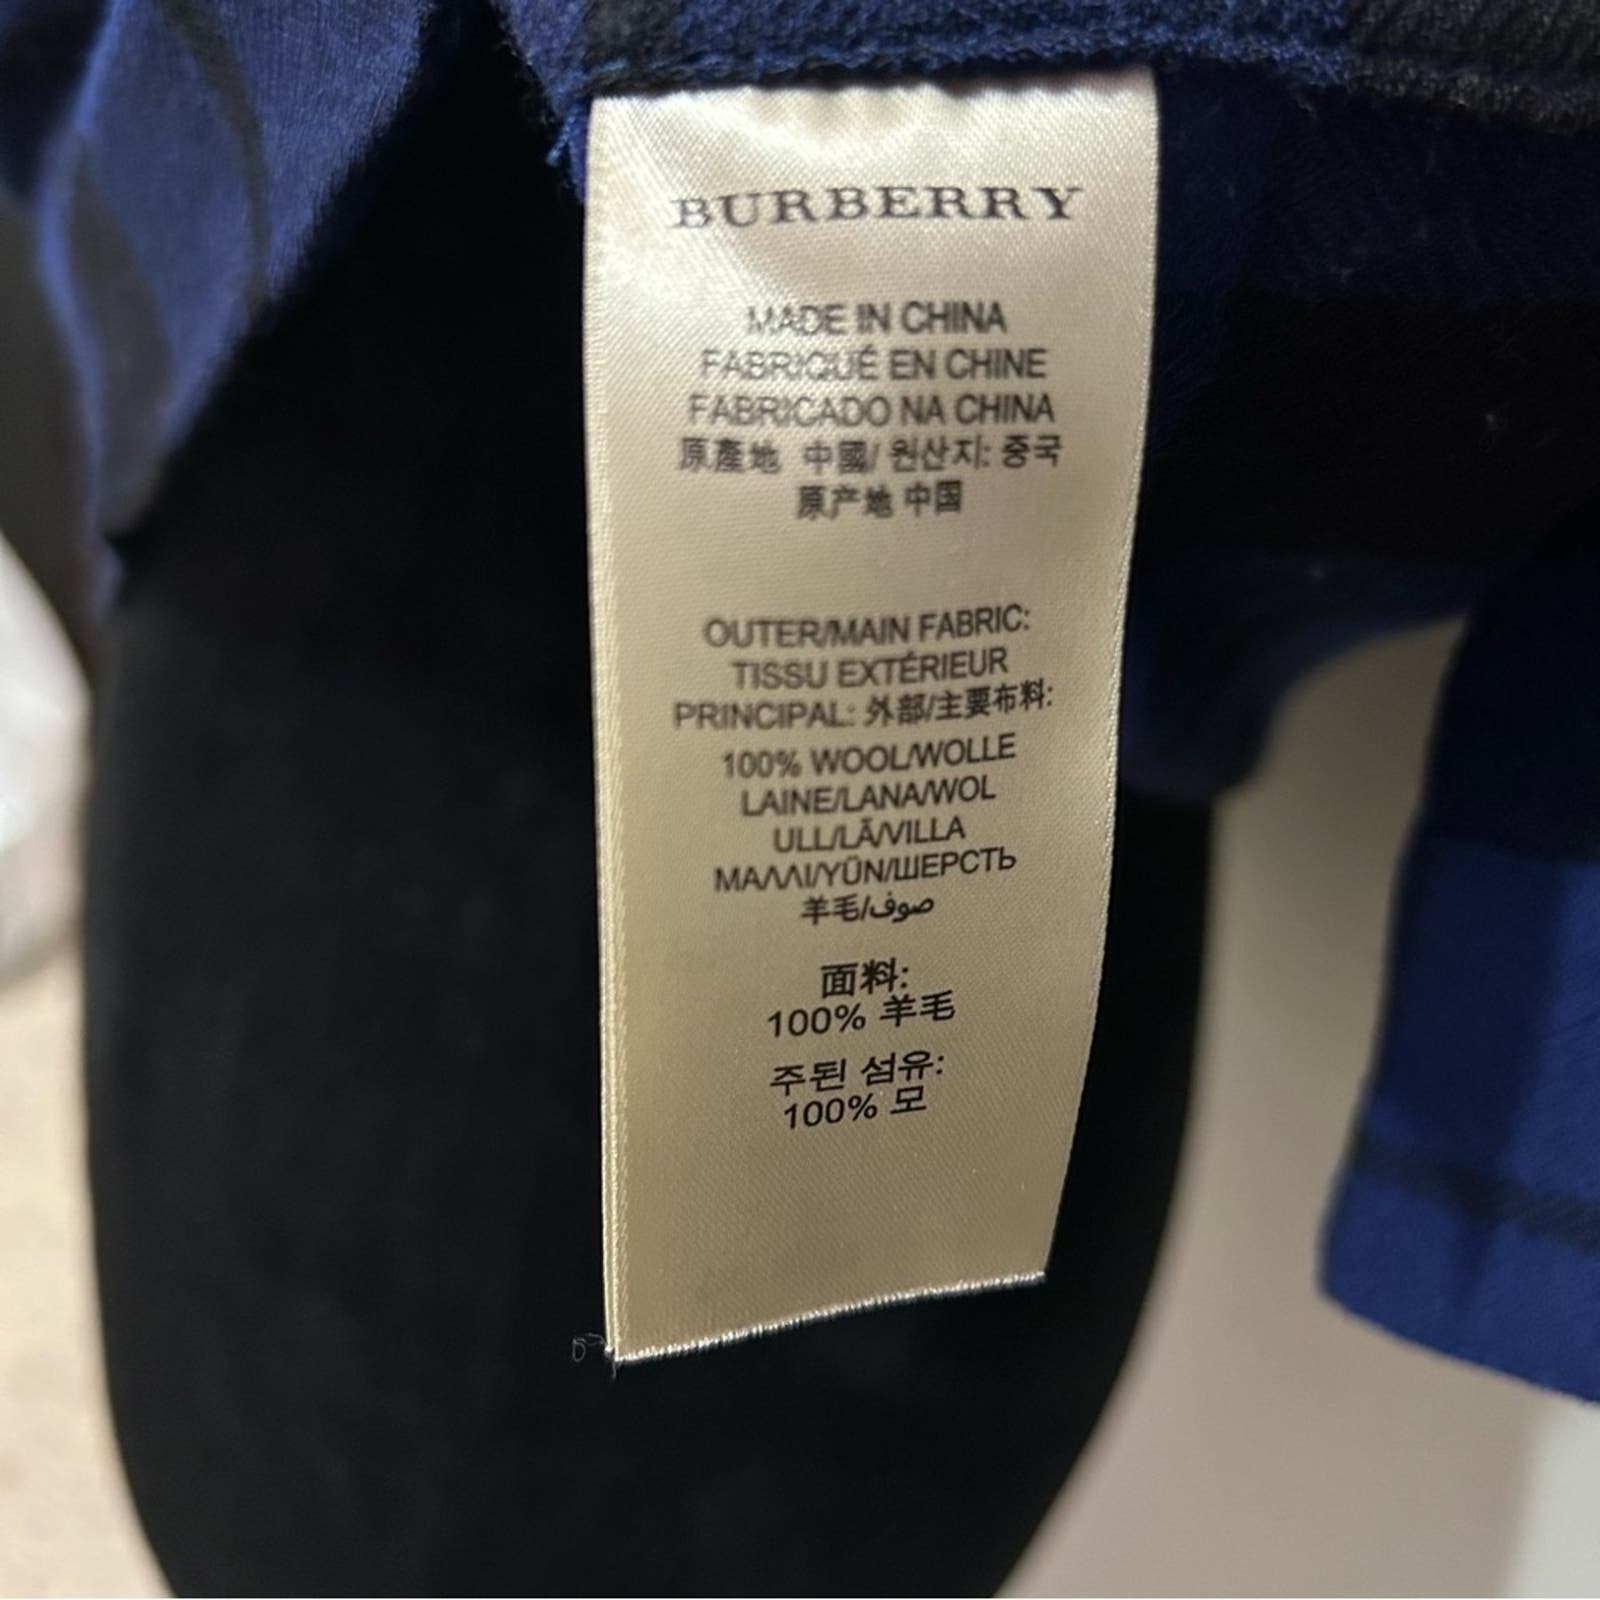 BURBERRY
MADE IN CHINA
FABRIQUÉ EN CHINE
FABRICADO NA CHINA
原產地 中國/ 원산지: 중국
原产地 中国
OUTER/MAIN FABRIC:
TISSU EXTÉRIEUR
PRINCIPAL: 外部/主要布料:
100% WOOL/WOLLE
LAINE/LANA/WOL
ULL/LÃ/VILLA
ΜΑΛΛΙ/YÜN/ШЕРСТЬ
羊毛/صوف
面料:
100% 羊毛
주된 섬유:
100% 모